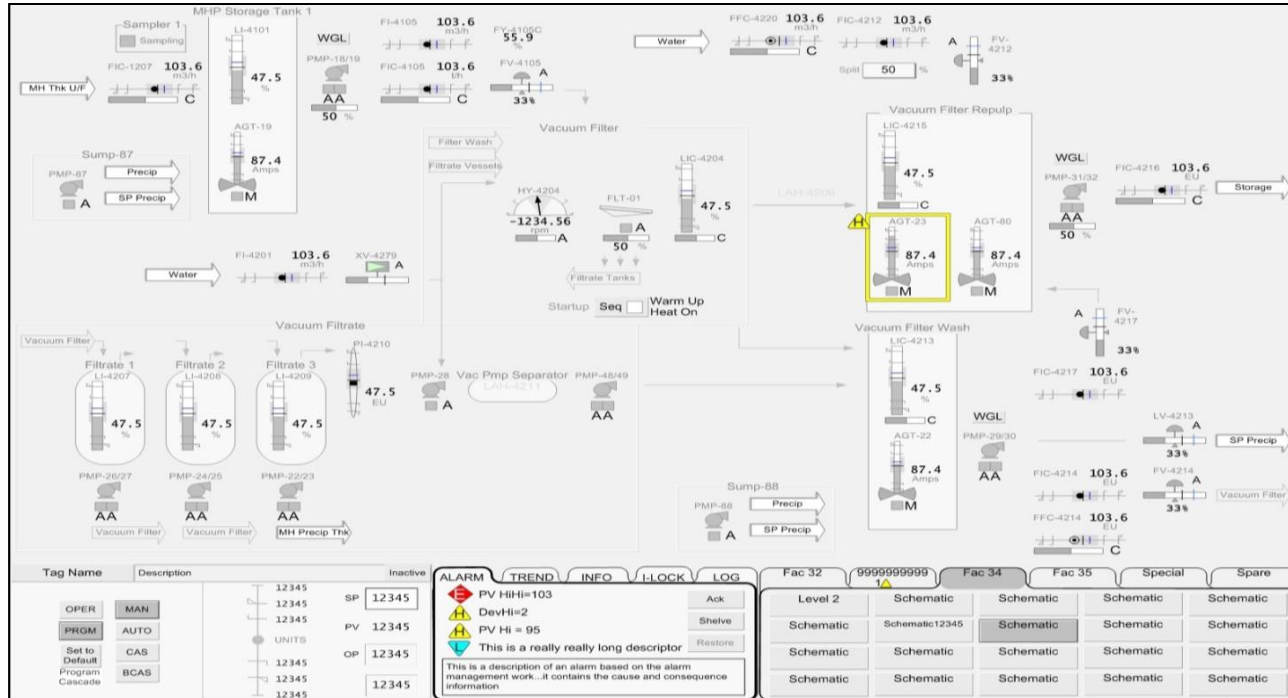 MHP Storage Tank 1
Sampler 1
Sampling
LI-4101
47.5
%
FIC-1207 103.6
m3/h
MH Thk U/F
C
AGT-19
87.4
Amps
M
Sump-87
PMP-87
A
Precip
SP Precip
WGL
PMP-18/19
AA
50 %
FI-4105 103.6
m3/h
FIC-4105 103.6
t/h
C
FY-4105C
55.9
%
FV-4105
A
33%
Water
FFC-4220 103.6
m3/h
C
FIC-4212 103.6
m3/h
Split 50 %
A FV-4212
33%
Vacuum Filter
Filter Wash
Filtrate Vessels
HY-4204
-1234.56
rpm
A
FLT-01
A
50 %
LIC-4204
47.5
%
C
Filtrate Tanks
Startup Seq Warm Up
Heat On
LAH-4206
Vacuum Filter Repulp
LIC-4215
47.5
%
C
H
AGT-23
87.4
Amps
M
AGT-80
87.4
Amps
M
WGL
PMP-31/32
AA
50 %
FIC-4216 103.6
EU
C
Storage
Water
FI-4201 103.6
m3/h
XV-4279
A
A FV-4217
33%
FIC-4217 103.6
EU
Vacuum Filtrate
Vacuum Filter
Filtrate 1
LI-4207
47.5
%
Filtrate 2
LI-4208
47.5
%
Filtrate 3
LI-4209
47.5
%
PI-4210
47.5
EU
PMP-26/27
AA
Vacuum Filter
PMP-24/25
AA
Vacuum Filter
PMP-22/23
AA
MH Precip Thk
PMP-28
A
Vac Pmp Separator
LAH-4211
PMP-48/49
AA
Vacuum Filter Wash
LIC-4213
47.5
%
C
AGT-22
87.4
Amps
M
WGL
PMP-29/30
AA
LV-4213
A
33%
SP Precip
FIC-4214 103.6
EU
FV-4214
A
33%
Vacuum Filter
FFC-4214 103.6
EU
C
Sump-88
PMP-88
A
Precip
SP Precip
Tag Name Description Inactive
OPER MAN
PRGM AUTO
Set to
Default
CAS
Program
Cascade
BCAS
12345
12345
12345
UNITS
12345
12345
12345
SP 12345
PV 12345
OP 12345
12345
ALARM TREND INFO I-LOCK LOG
E PV HiHi=103
H DevHi=2
H PV Hi = 95
L This is a really really long descriptor
Ack
Shelve
Restore
This is a description of an alarm based on the alarm
management work...it contains the cause and consequence
information
Fac 32 9999999999 Fac 34 Fac 35 Special Spare
1
Level 2 Schematic Schematic Schematic Schematic
Schematic Schematic12345 Schematic Schematic Schematic
Schematic Schematic Schematic Schematic Schematic
Schematic Schematic Schematic Schematic Schematic